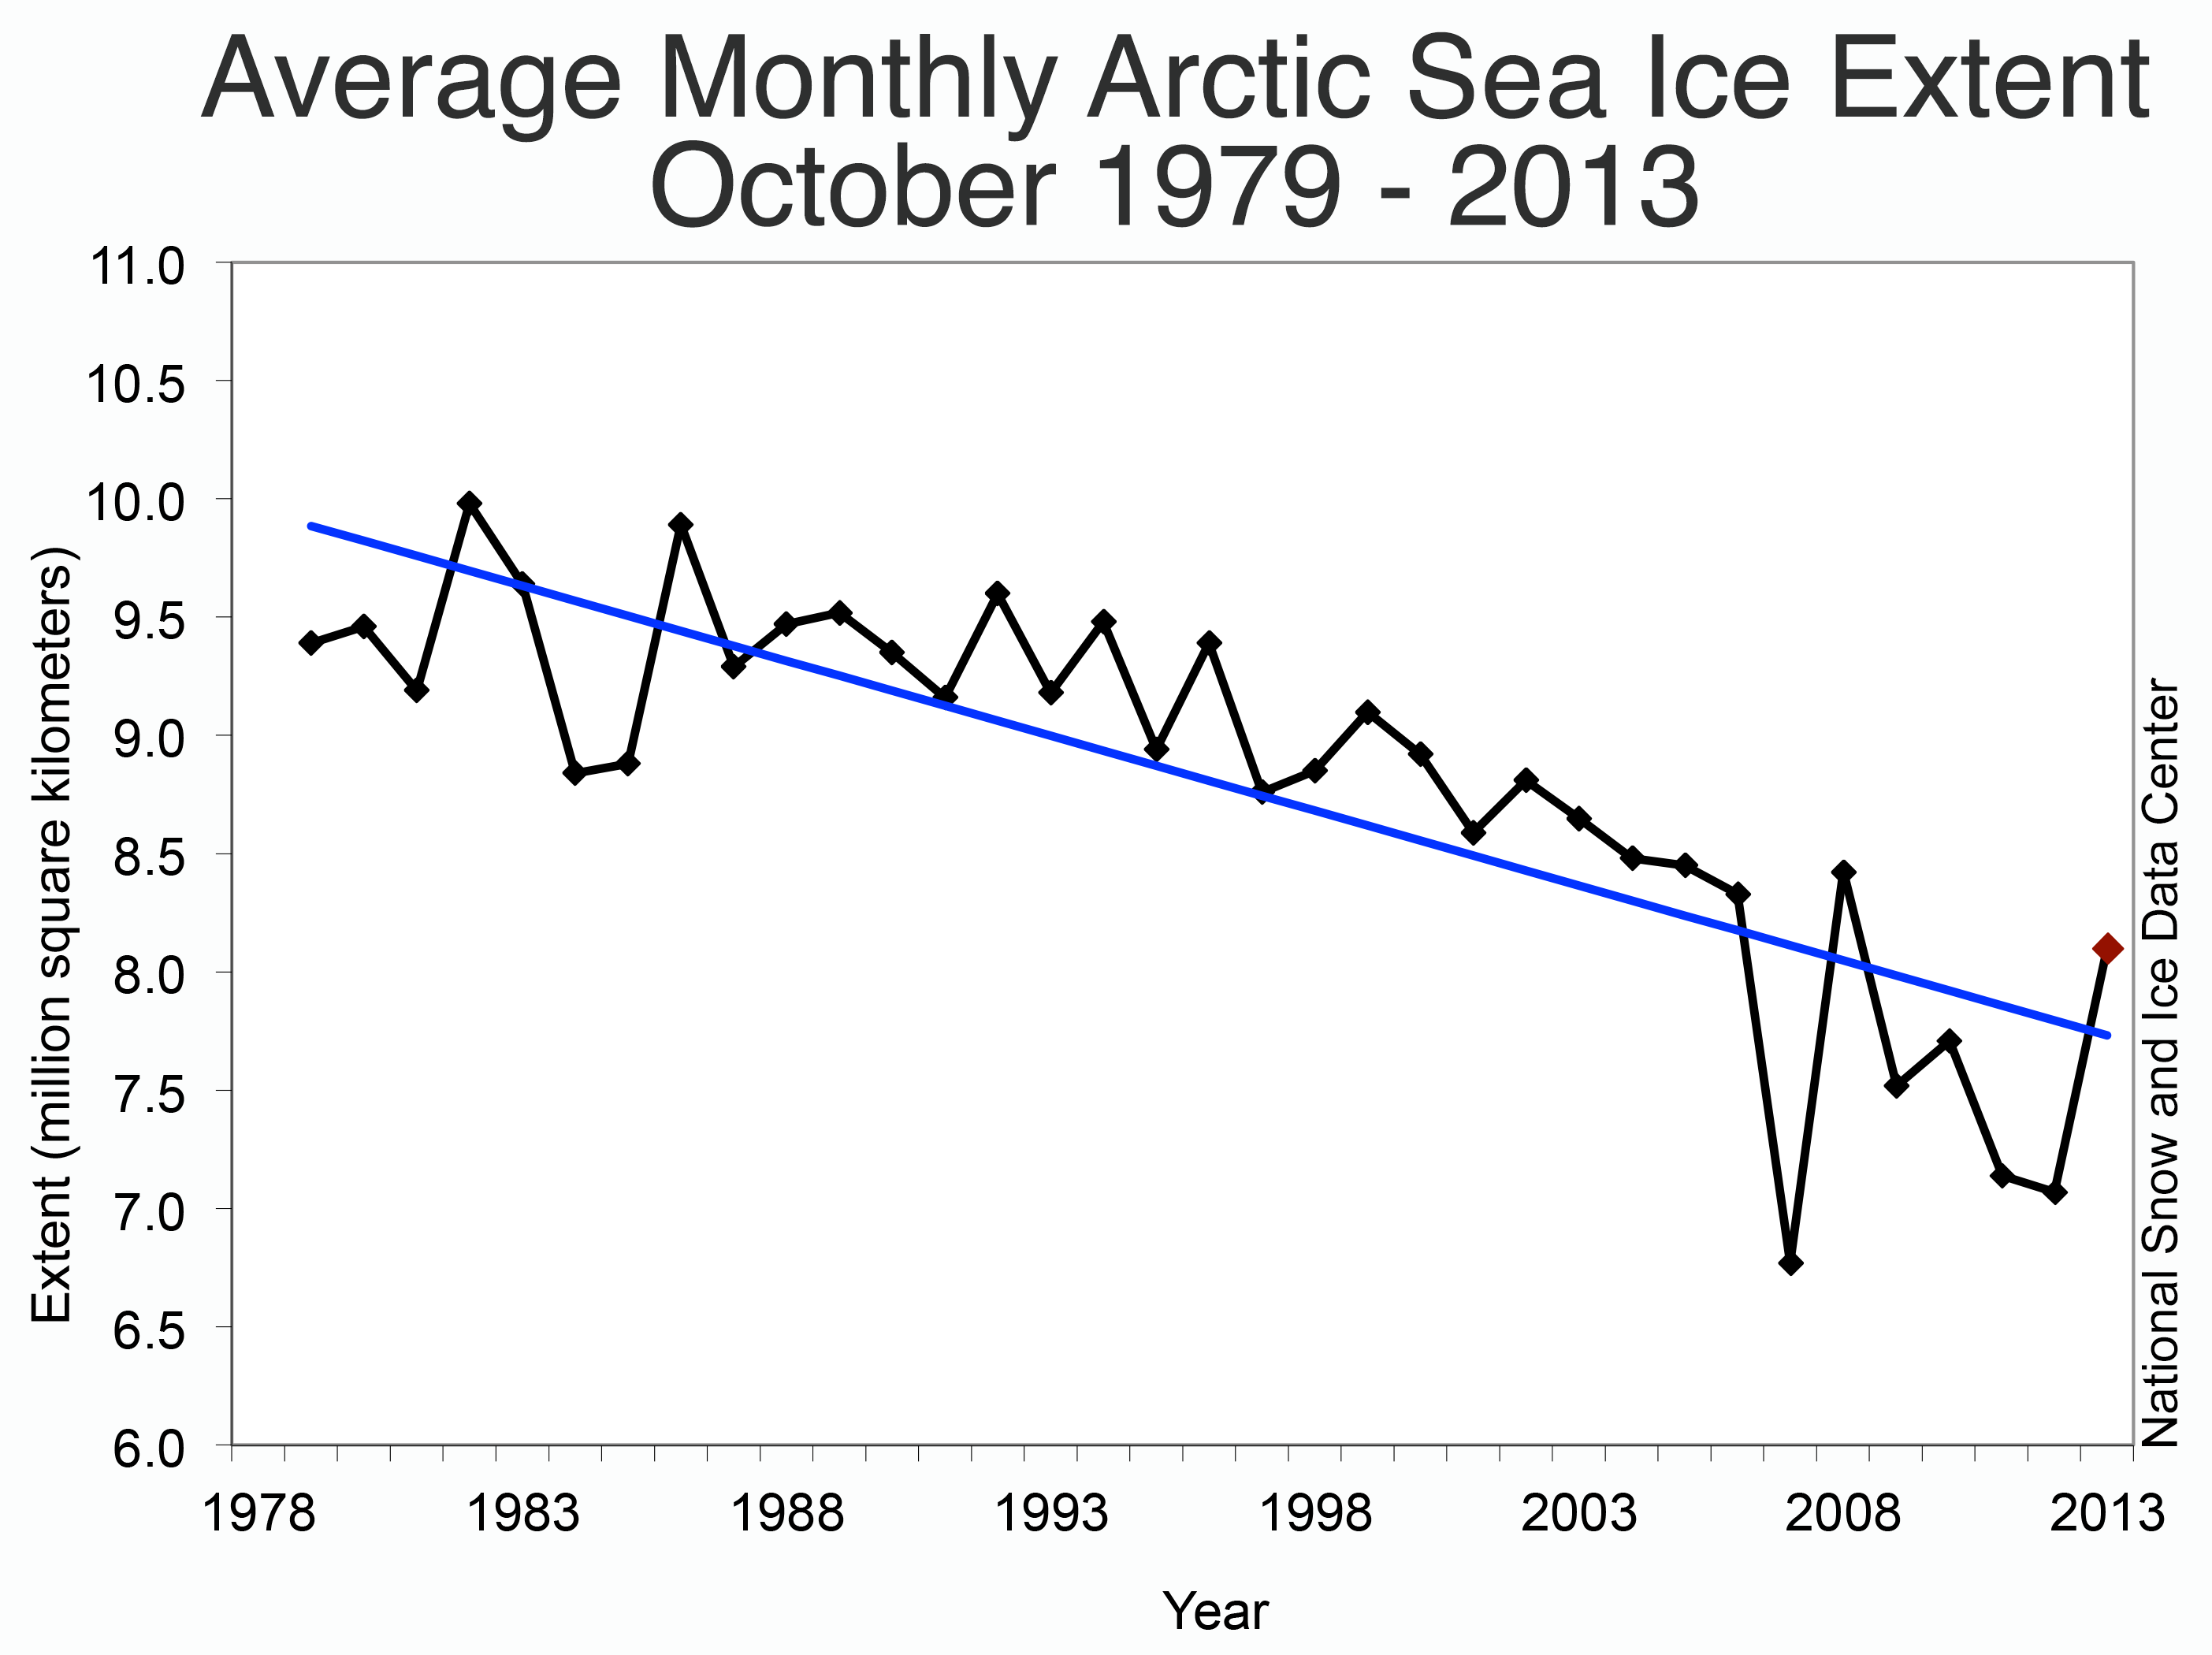 Average Monthly Arctic Sea Ice Extent
October 1979 - 2013
11.0
10.5
10.0
9.5
9.0
8.5
8.0
7.5
7.0
6.5
6.0
Extent (million square kilometers)
1978 1983 1988 1993 1998 2003 2008 2013
Year
National Snow and Ice Data Center